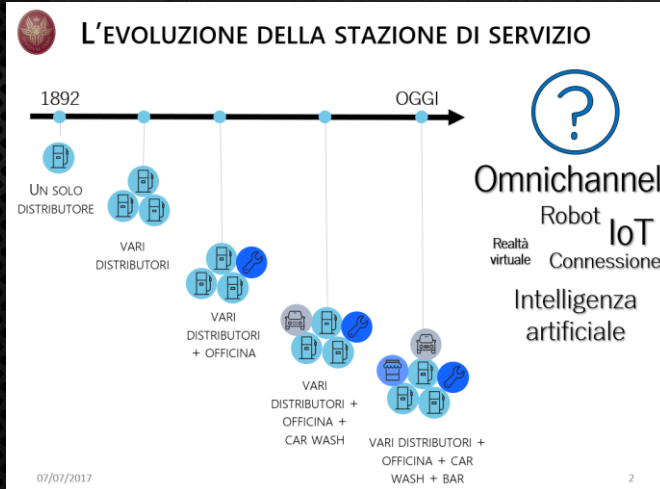 L'EVOLUZIONE DELLA STAZIONE DI SERVIZIO
1892
OGGI
UN SOLO
DISTRIBUTORE
VARI
DISTRIBUTORI
VARI
DISTRIBUTORI
+ OFFICINA
VARI
DISTRIBUTORI +
OFFICINA +
CAR WASH
VARI DISTRIBUTORI +
OFFICINA + CAR
WASH + BAR
?
Omnichannel
Robot
IoT
Realtà
virtuale
Connessione
Intelligenza
artificiale
07/07/2017
2